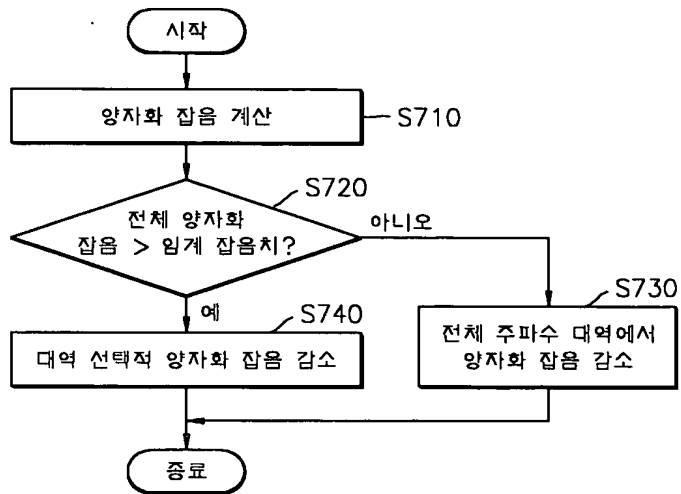 시작
양자화 잡음 계산
S710
S720
전체 양자화
잡음 > 임계 잡음치?
아니오
예
S740
S730
대역 선택적 양자화 잡음 감소
전체 주파수 대역에서
양자화 잡음 감소
종료